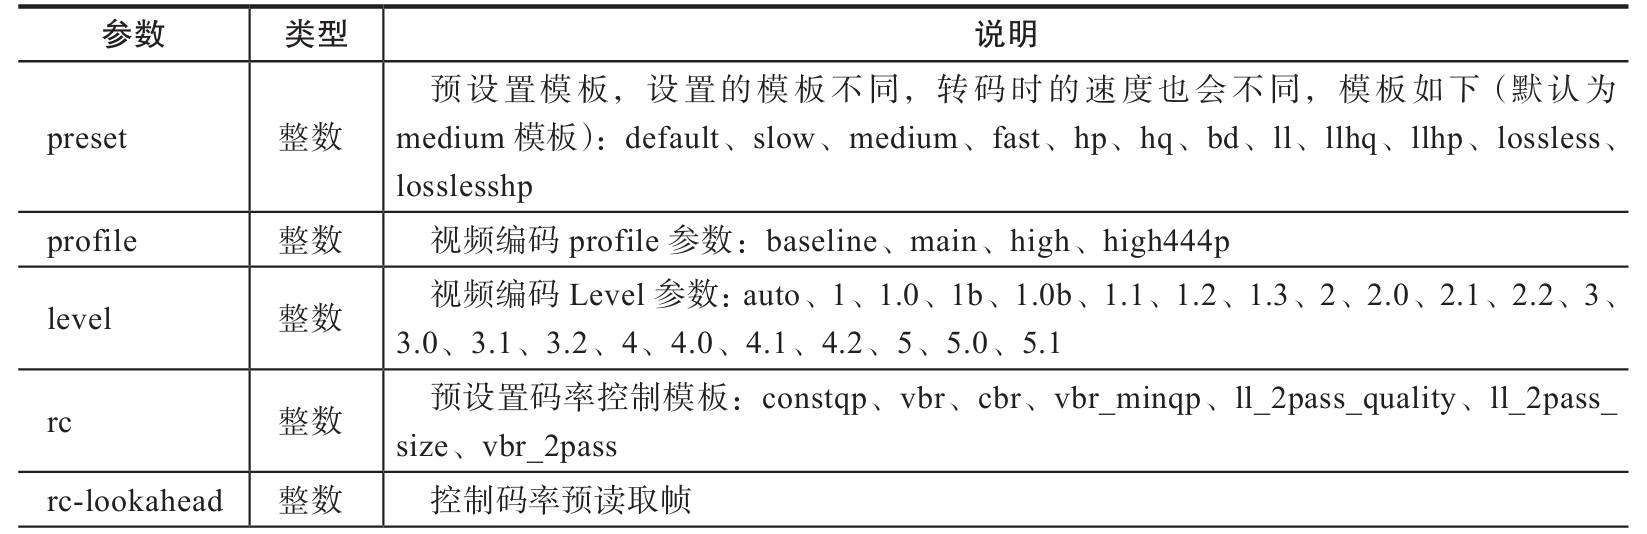 参数 类型 说明
预设置模板，设置的模板不同，转码时的速度也会不同，模板如下（默认为
preset 整数 medium 模板）：default、slow、medium、fast、hp、hq、bd、ll、llhq、llhp、lossless、
losslesshp
profile 整数 视频编码 profile 参数：baseline、main、high、high444p
视频编码 Level 参数：auto、1、1.0、1b、1.0b、1.1、1.2、1.3、2、2.0、2.1、2.2、3、
level 整数
3.0、3.1、3.2、4、4.0、4.1、4.2、5、5.0、5.1
预设置码率控制模板：constqp、vbr、cbr、vbr_minqp、ll_2pass_quality、ll_2pass_
rc 整数
size、vbr_2pass
rc-lookahead 整数 控制码率预读取帧